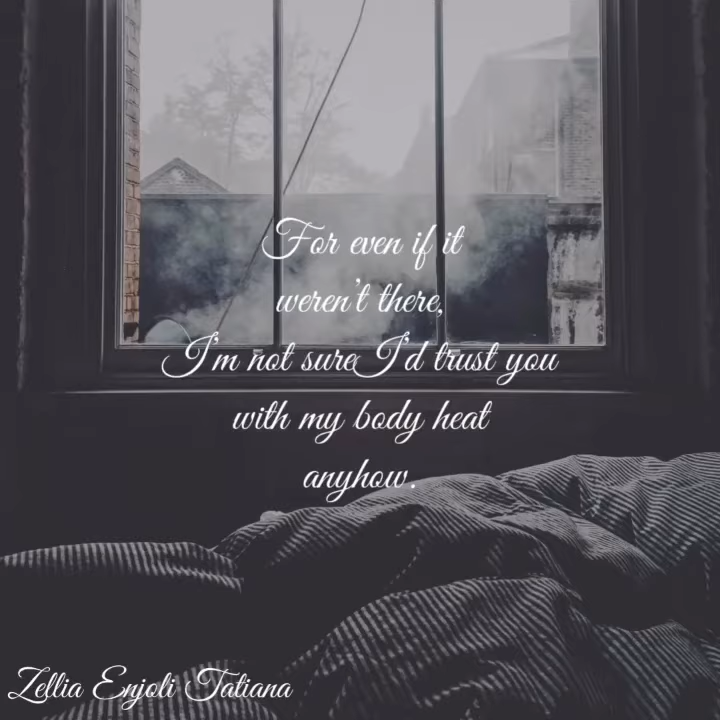 For even if it
weren't there,
I'm not sure I'd trust you
with my body heat
anyhow.
Zellia Enjoli Tatiana